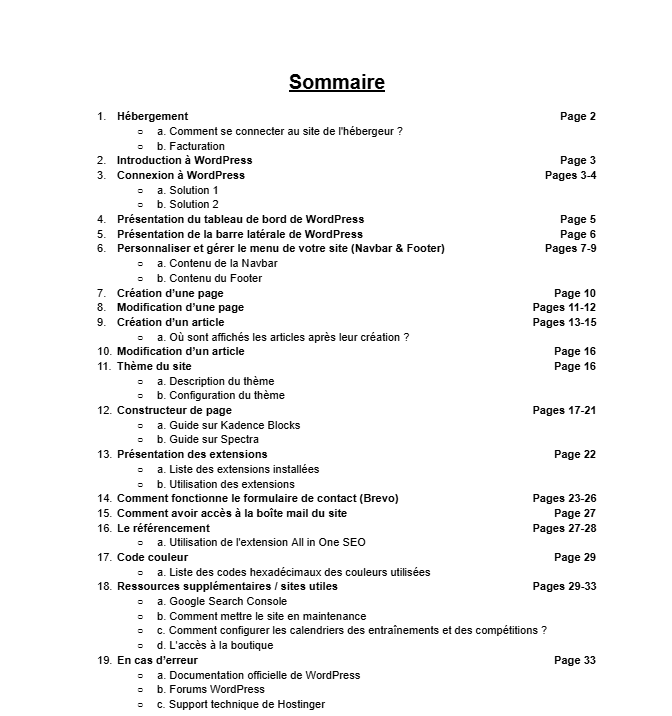 Sommaire
1. Hébergement Page 2
○ a. Comment se connecter au site de l'hébergeur ?
○ b. Facturation
2. Introduction à WordPress Page 3
3. Connexion à WordPress Pages 3-4
○ a. Solution 1
○ b. Solution 2
4. Présentation du tableau de bord de WordPress Page 5
5. Présentation de la barre latérale de WordPress Page 6
6. Personnaliser et gérer le menu de votre site (Navbar & Footer) Pages 7-9
○ a. Contenu de la Navbar
○ b. Contenu du Footer
7. Création d’une page Page 10
8. Modification d’une page Pages 11-12
9. Création d’un article Pages 13-15
○ a. Où sont affichés les articles après leur création ?
10. Modification d’un article Page 16
11. Thème du site Page 16
○ a. Description du thème
○ b. Configuration du thème
12. Constructeur de page Pages 17-21
○ a. Guide sur Kadence Blocks
○ b. Guide sur Spectra
13. Présentation des extensions Page 22
○ a. Liste des extensions installées
○ b. Utilisation des extensions
14. Comment fonctionne le formulaire de contact (Brevo) Pages 23-26
15. Comment avoir accès à la boîte mail du site Page 27
16. Le référencement Pages 27-28
○ a. Utilisation de l’extension All in One SEO
17. Code couleur Page 29
○ a. Liste des codes hexadécimaux des couleurs utilisées
18. Ressources supplémentaires / sites utiles Pages 29-33
○ a. Google Search Console
○ b. Comment mettre le site en maintenance
○ c. Comment configurer les calendriers des entraînements et des compétitions ?
○ d. L’accès à la boutique
19. En cas d’erreur Page 33
○ a. Documentation officielle de WordPress
○ b. Forums WordPress
○ c. Support technique de Hostinger